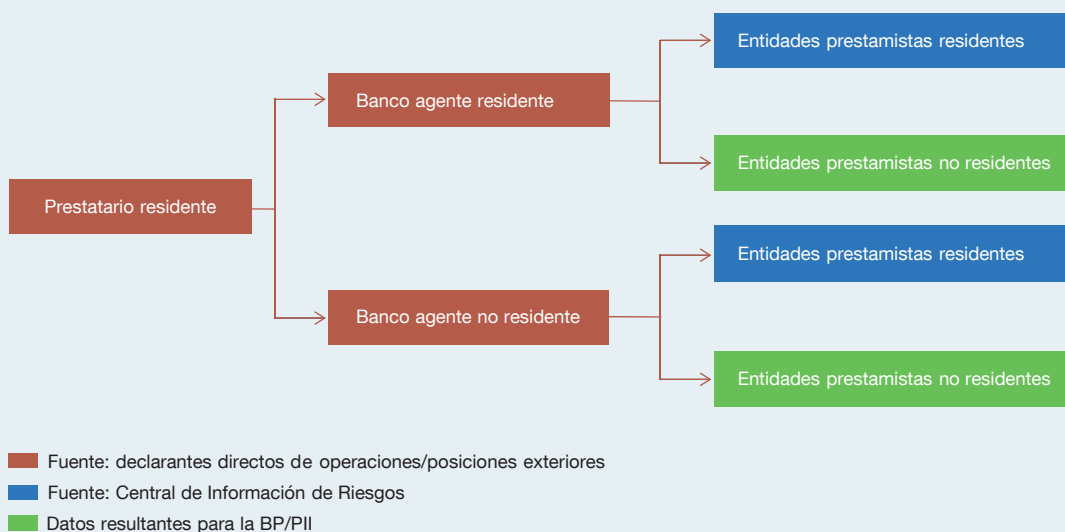 Entidades prestamistas residentes
Banco agente residente
Entidades prestamistas no residentes
Prestatario residente
Entidades prestamistas residentes
Banco agente no residente
Entidades prestamistas no residentes
Fuente: declarantes directos de operaciones/posiciones exteriores
Fuente: Central de Información de Riesgos
Datos resultantes para la BP/PII